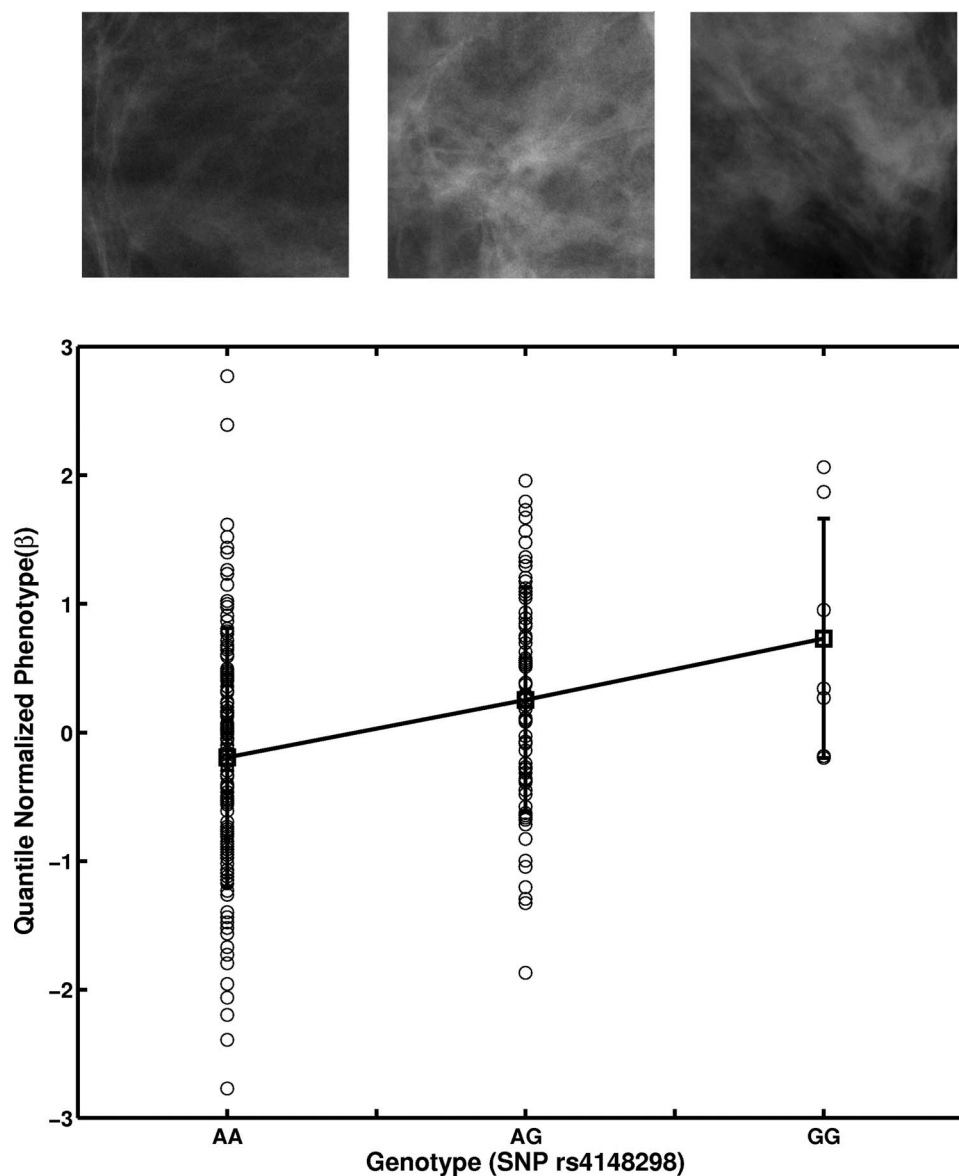 3
2
1
0
−1
−2
−3
Quantile Normalized Phenotype(β)
AA AG GG
Genotype (SNP rs4148298)